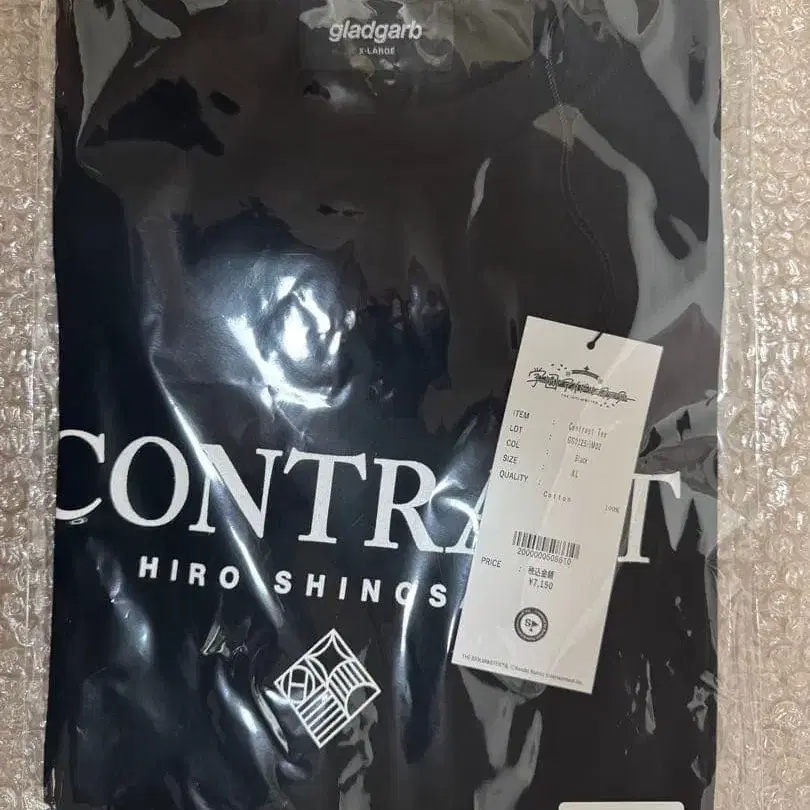 gladgarb
X-LARGE
CONTRA T
HIRO SHINOS
ITEM : Contrast Tee
LOT :
COL : Black
SIZE : XL
QUALITY :
Cotton 100%
2000000506610
PRICE : 税込金額
¥7,150